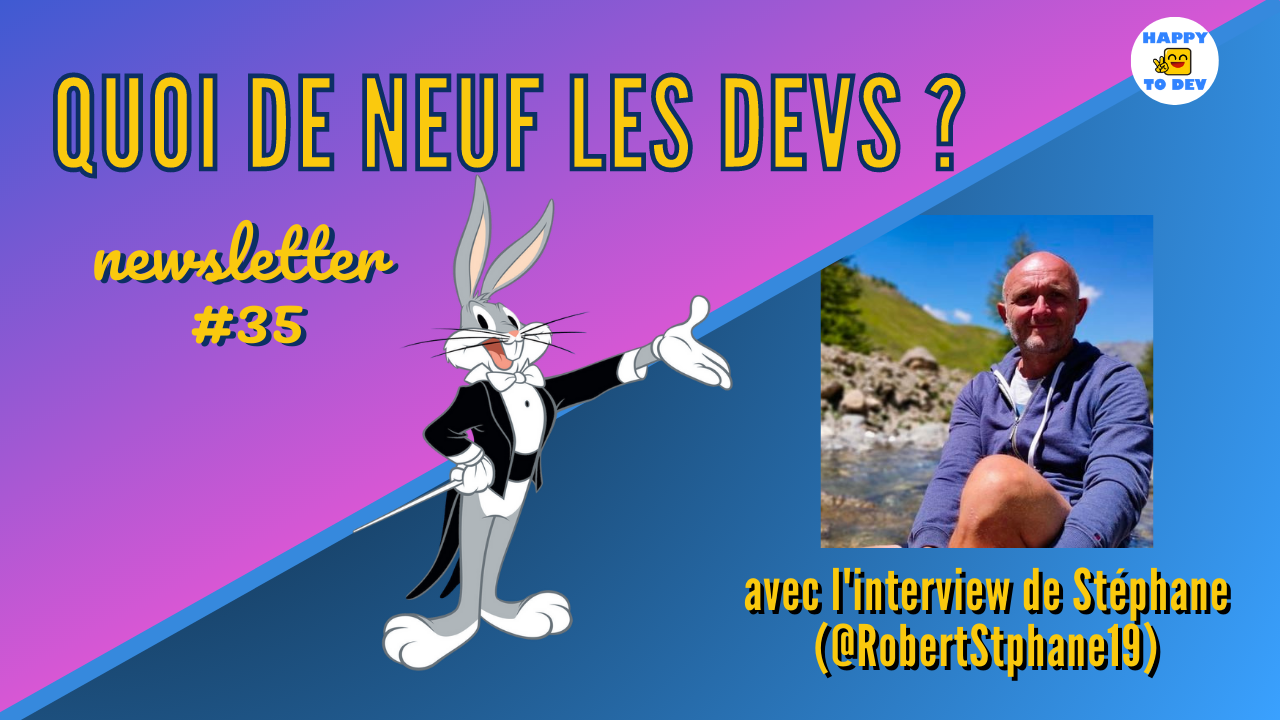 HAPPY
TO DEV
QUOI DE NEUF LES DEVS ?
newsletter
#35
avec l'interview de Stéphane
(@RobertStphane19)